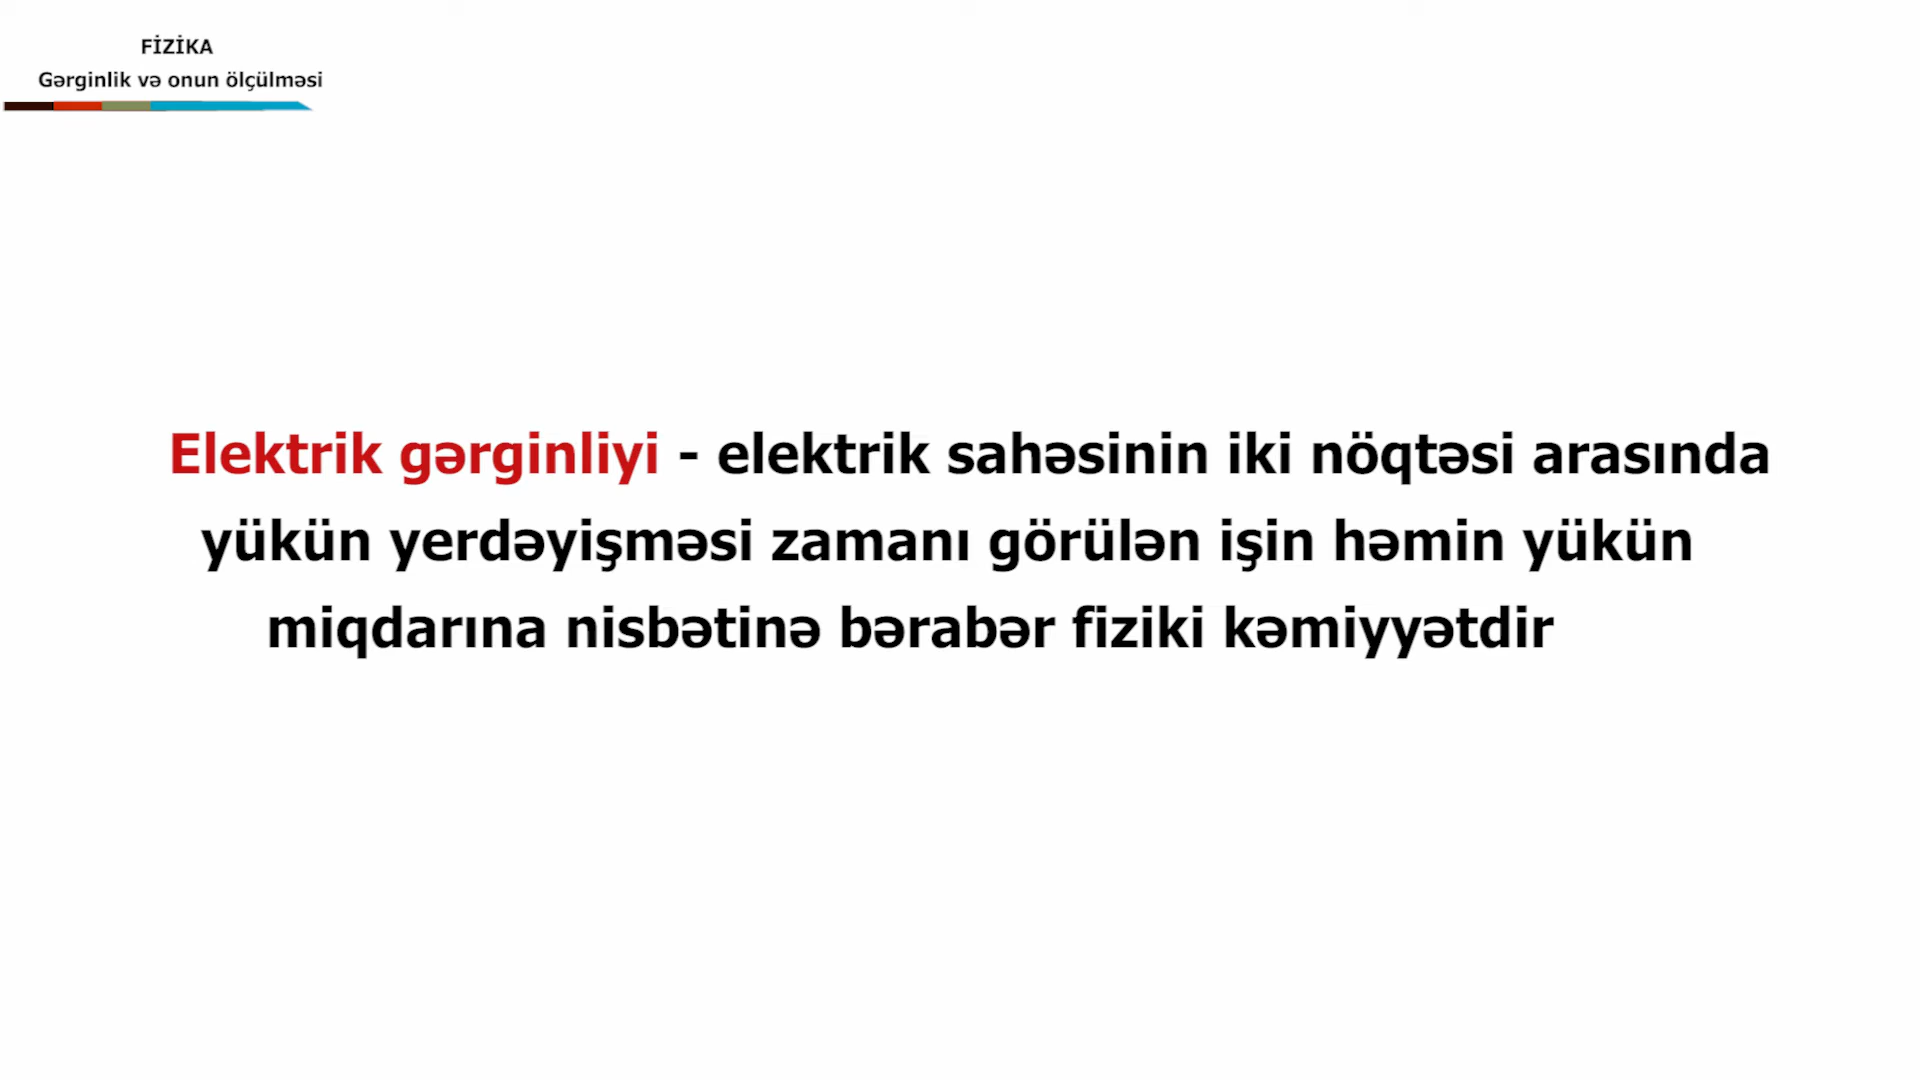 FİZİKA
Gərginlik və onun ölçülməsi
Elektrik gərginliyi - elektrik sahəsinin iki nöqtəsi arasında
yükün yerdəyişməsi zamanı görülən işin həmin yükün
miqdarına nisbətinə bərabər fiziki kəmiyyətdir